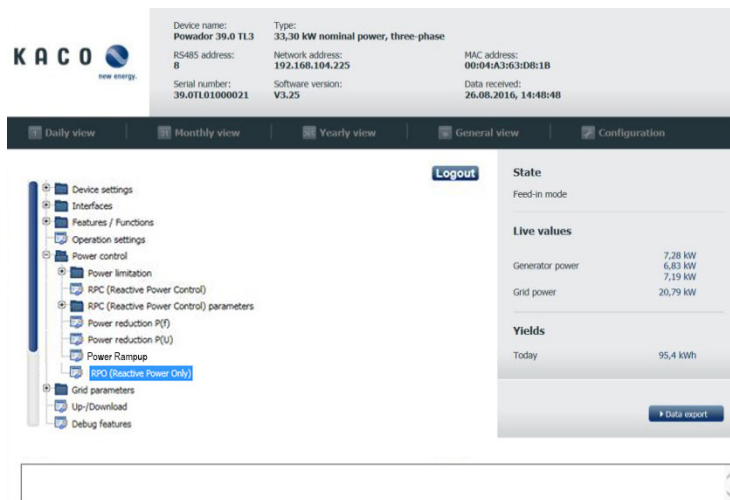 KACO
new energy.
Device name:
Powador 39.0 TL3
Type:
33,30 kW nominal power, three-phase
RS485 address:
8
Network address:
192.168.104.225
MAC address:
00:04:A3:63:D8:1B
Serial number:
39.0TL01000021
Software version:
V3.25
Data received:
26.08.2016, 14:48:48
Daily view
Monthly view
Yearly view
General view
Configuration
Logout
Device settings
Interfaces
Features / Functions
Operation settings
Power control
Power limitation
RPC (Reactive Power Control)
RPC (Reactive Power Control) parameters
Power reduction P(f)
Power reduction P(U)
Power Rampup
RPO (Reactive Power Only)
Grid parameters
Up-/Download
Debug features
State
Feed-in mode
Live values
Generator power
7,28 kW
6,83 kW
7,19 kW
Grid power
20,79 kW
Yields
Today
95,4 kWh
Data export